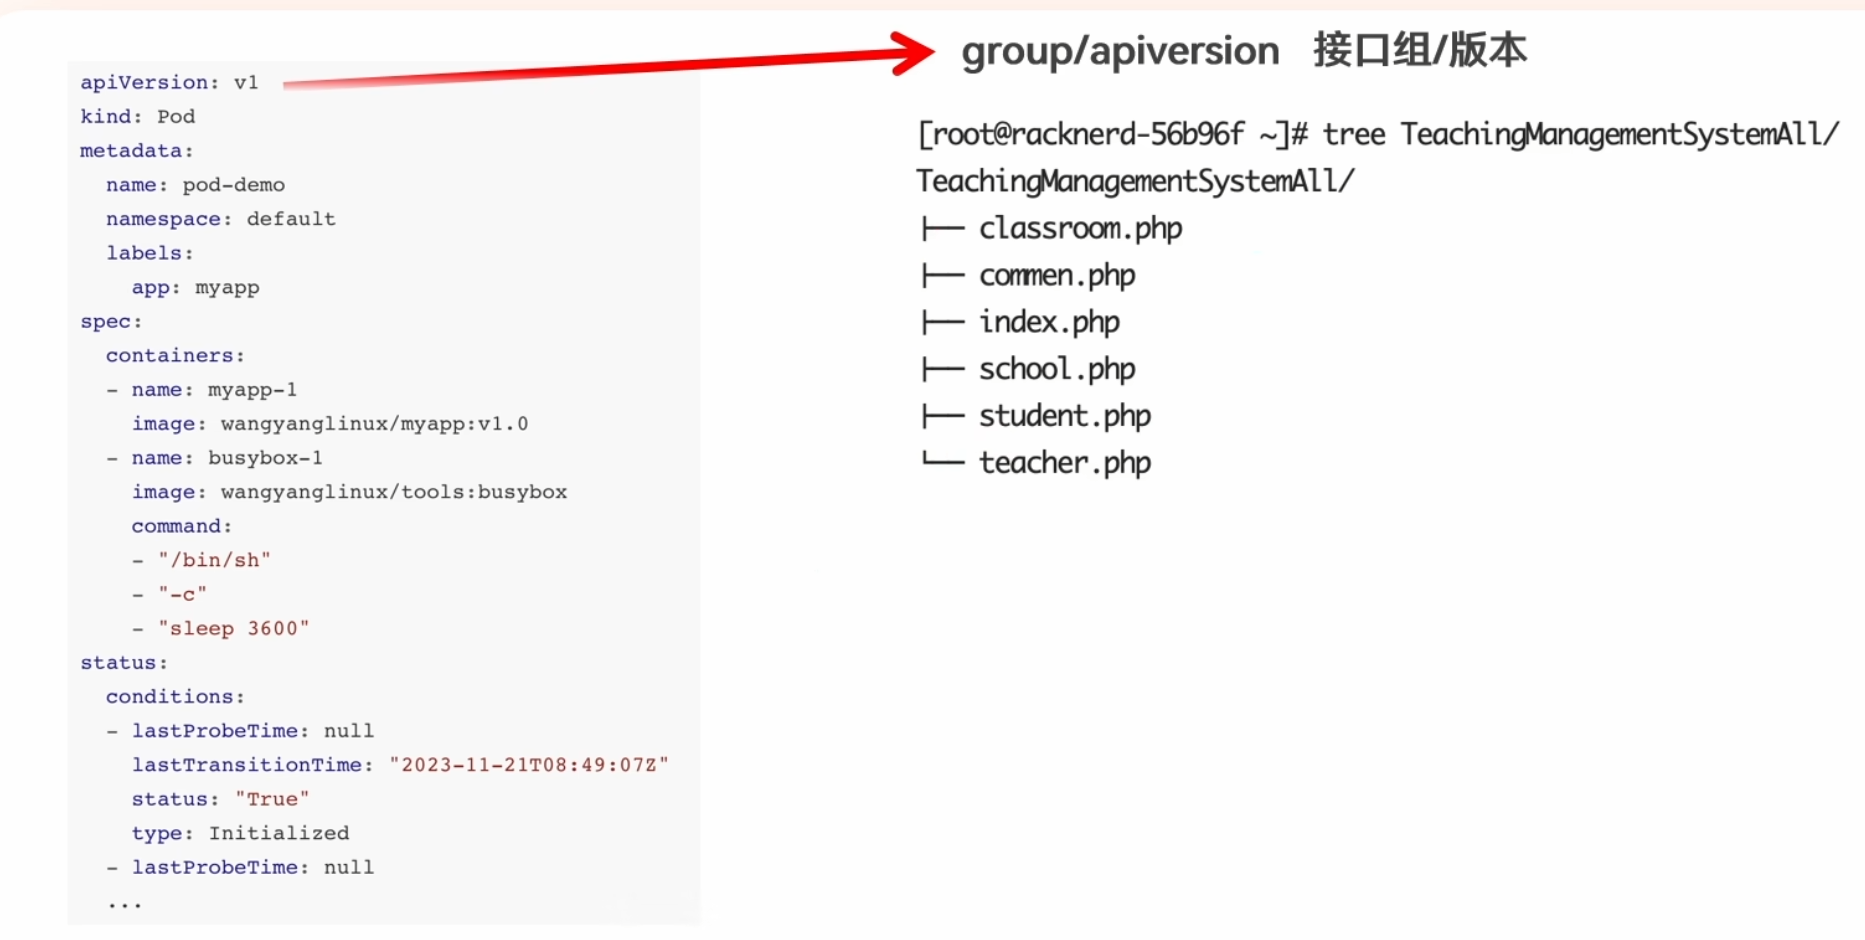 apiVersion: v1
kind: Pod
metadata:
  name: pod-demo
  namespace: default
  labels:
    app: myapp
spec:
  containers:
  - name: myapp-1
    image: wangyanglinux/myapp:v1.0
  - name: busybox-1
    image: wangyanglinux/tools:busybox
    command:
    - "/bin/sh"
    - "-c"
    - "sleep 3600"
status:
  conditions:
  - lastProbeTime: null
    lastTransitionTime: "2023-11-21T08:49:07Z"
    status: "True"
    type: Initialized
  - lastProbeTime: null
  ...
group/apiversion 接口组/版本
[root@racknerd-56b96f ~]# tree TeachingManagementSystemAll/
TeachingManagementSystemAll/
├── classroom.php
├── commen.php
├── index.php
├── school.php
├── student.php
└── teacher.php